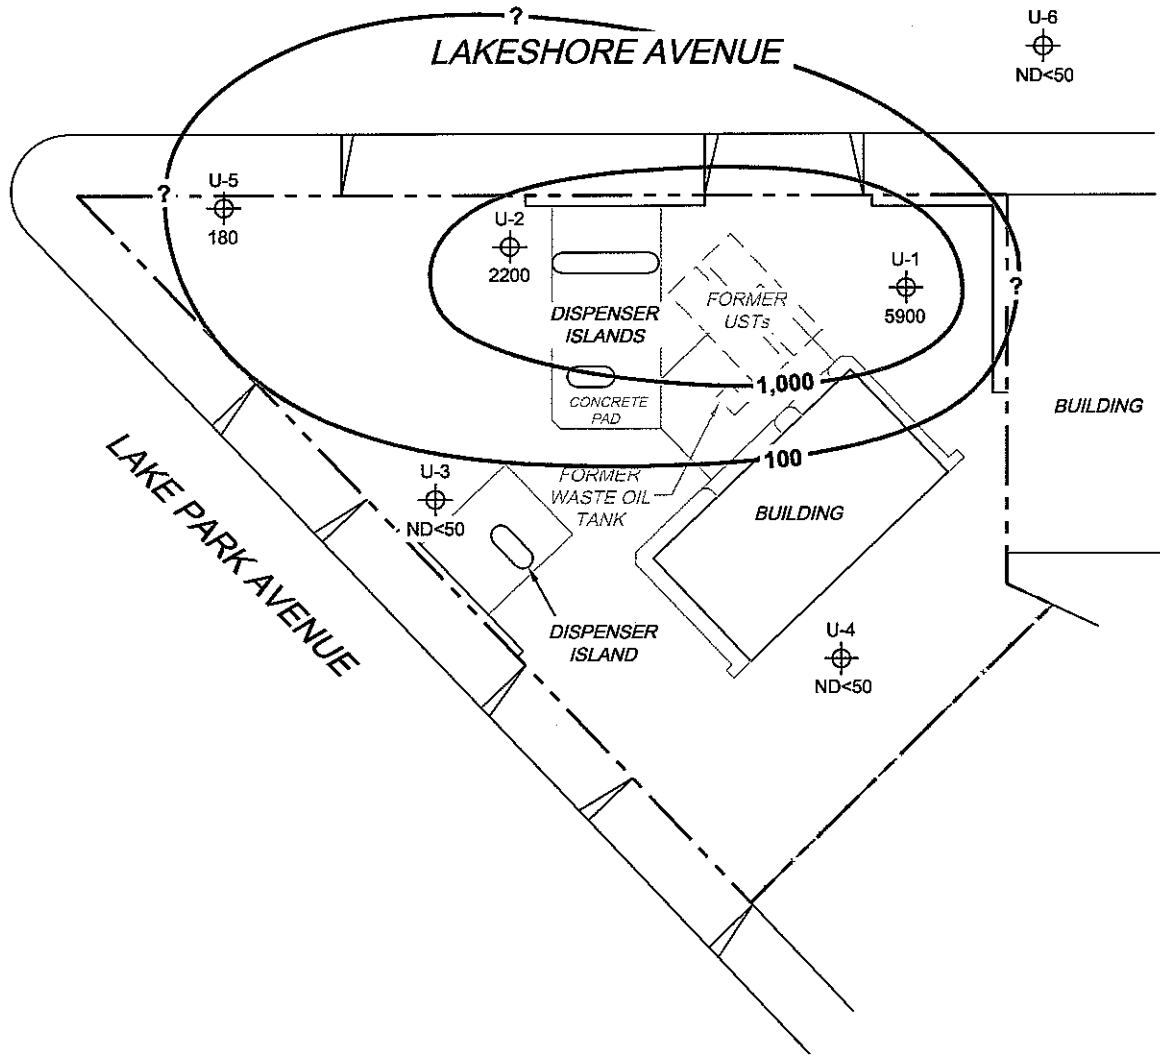 ?
U-6
LAKESHORE AVENUE
ND<50
U-5
?
180
U-2
2200
U-1
5900
?
FORMER
USTs
DISPENSER
ISLANDS
1,000
CONCRETE
PAD
BUILDING
100
U-3
ND<50
FORMER
WASTE OIL
TANK
BUILDING
LAKE PARK AVENUE
DISPENSER
ISLAND
U-4
ND<50